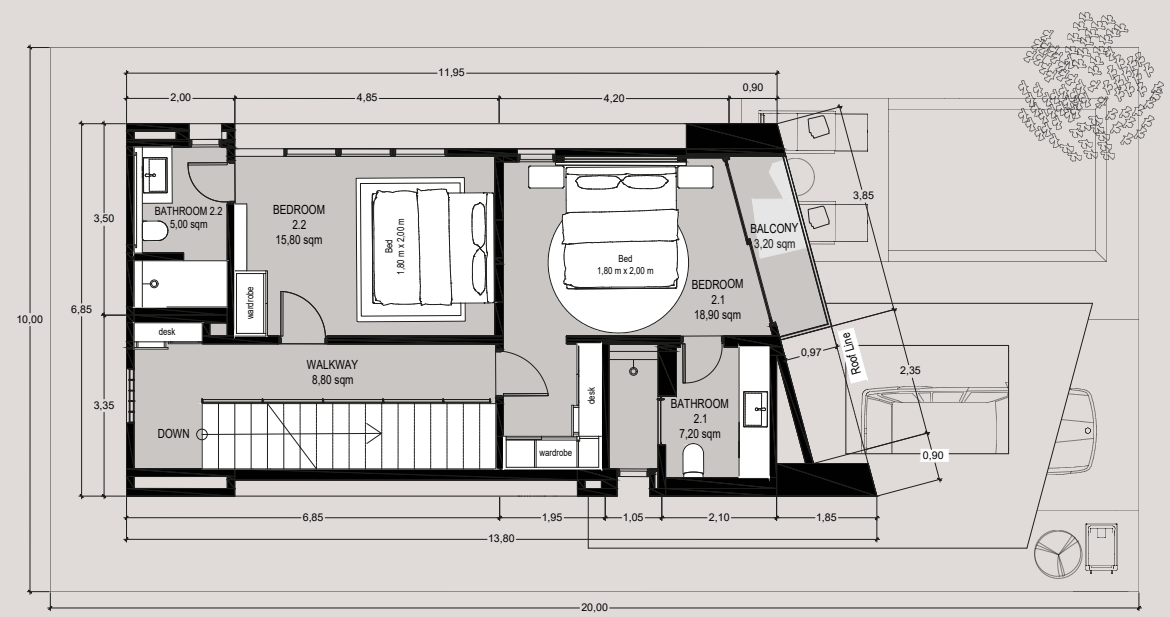 11,95
2,00
4,85
4,20
0,90
3,50
BATHROOM 2.2
5,00 sqm
BEDROOM
2.2
15,80 sqm
Bed
1,80 m x 2,00 m
wardrobe
Bed
1,80 m x 2,00 m
BEDROOM
2.1
18,90 sqm
BALCONY
3,20 sqm
3,85
10,00
6,85
desk
WALKWAY
8,80 sqm
3,35
DOWN
desk
wardrobe
BATHROOM
2.1
7,20 sqm
0,97
Roof Line
2,35
0,90
6,85
1,95
1,05
2,10
1,85
13,80
20,00